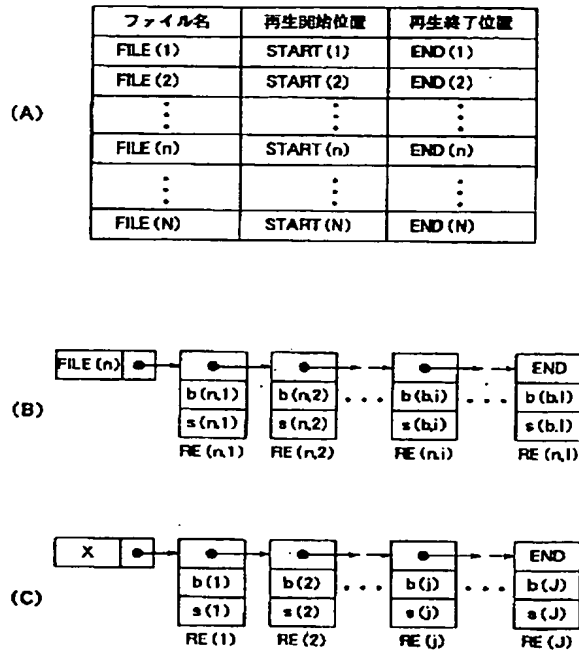 ファイル名 再生開始位置 再生終了位置
FILE(1) START(1) END(1)
FILE(2) START(2) END(2)
(A)
FILE(n) START(n) END(n)
FILE(N) START(N) END(N)
FILE(n) END
b(n,1) b(n,2) b(b,i) b(b,I)
(B)
s(n,1) s(n,2) s(b,i) s(b,I)
RE(n,1) RE(n,2) RE(n,i) RE(n,I)
X END
b(1) b(2) b(j) b(J)
(C)
s(1) s(2) s(j) s(J)
RE(1) RE(2) RE(j) RE(J)